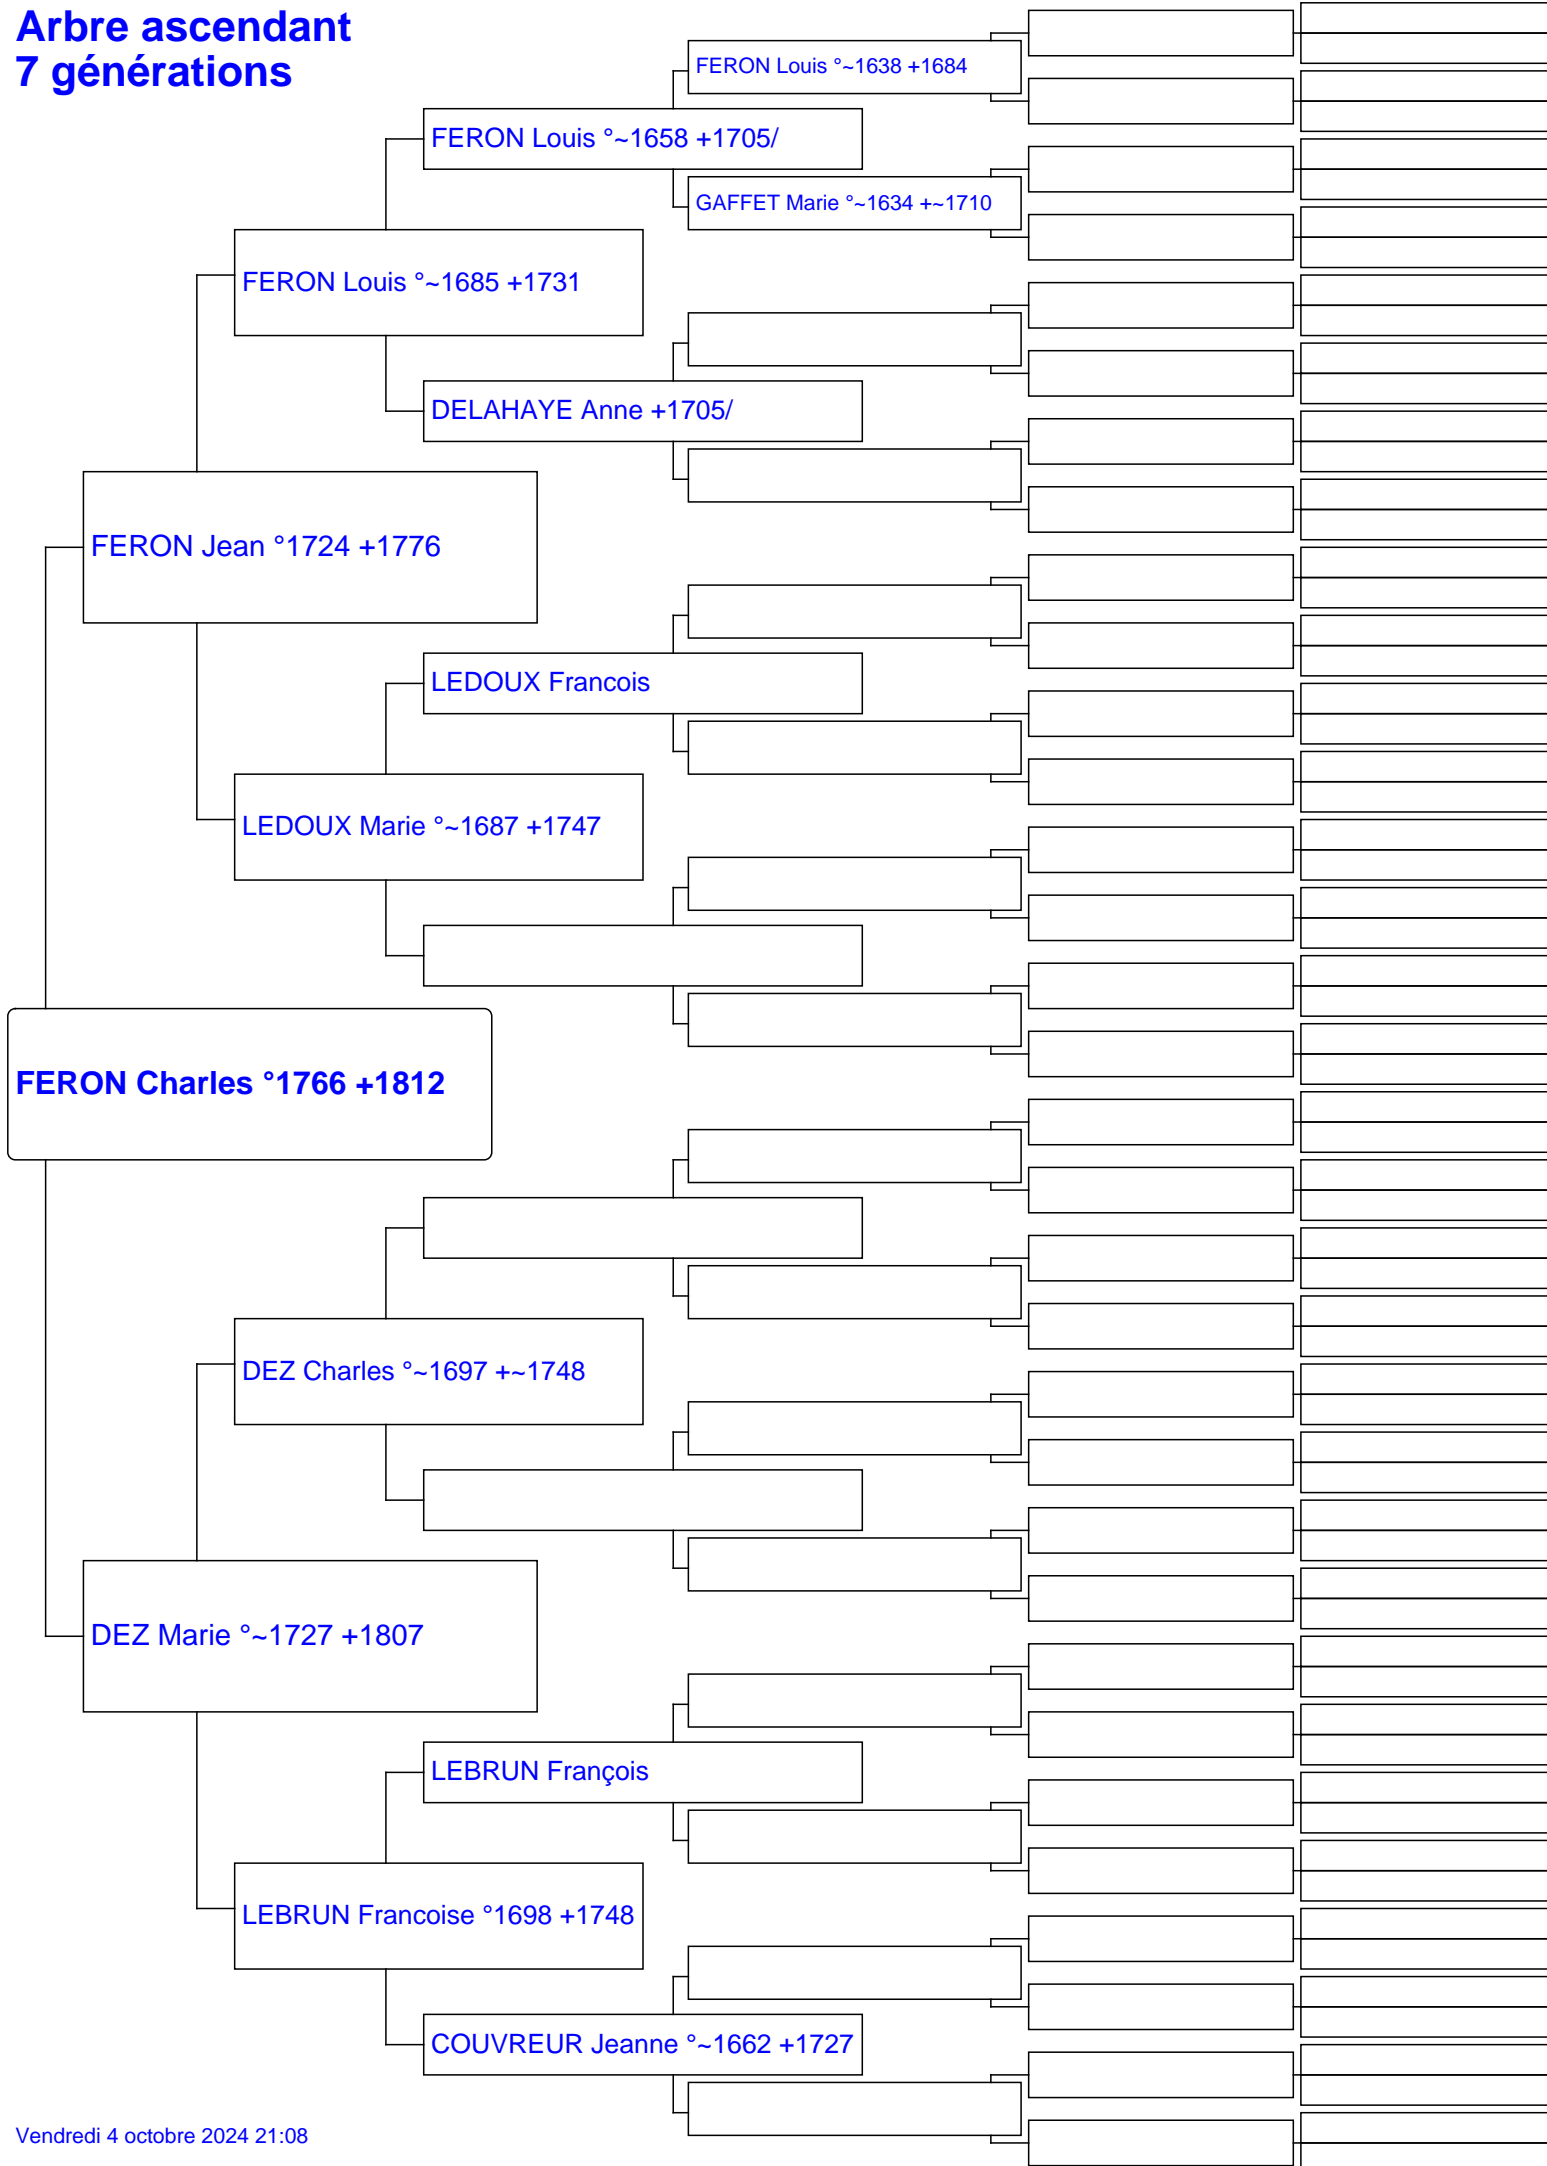 Arbre ascendant
7 générations
FERON Louis °~1638 +1684
FERON Louis °~1658 +1705/
GAFFET Marie °~1634 +~1710
FERON Louis °~1685 +1731
DELAHAYE Anne +1705/
FERON Jean °1724 +1776
LEDOUX Francois
LEDOUX Marie °~1687 +1747
FERON Charles °1766 +1812
DEZ Charles °~1697 +~1748
DEZ Marie °~1727 +1807
LEBRUN François
LEBRUN Francoise °1698 +1748
COUVREUR Jeanne °~1662 +1727
Vendredi 4 octobre 2024 21:08